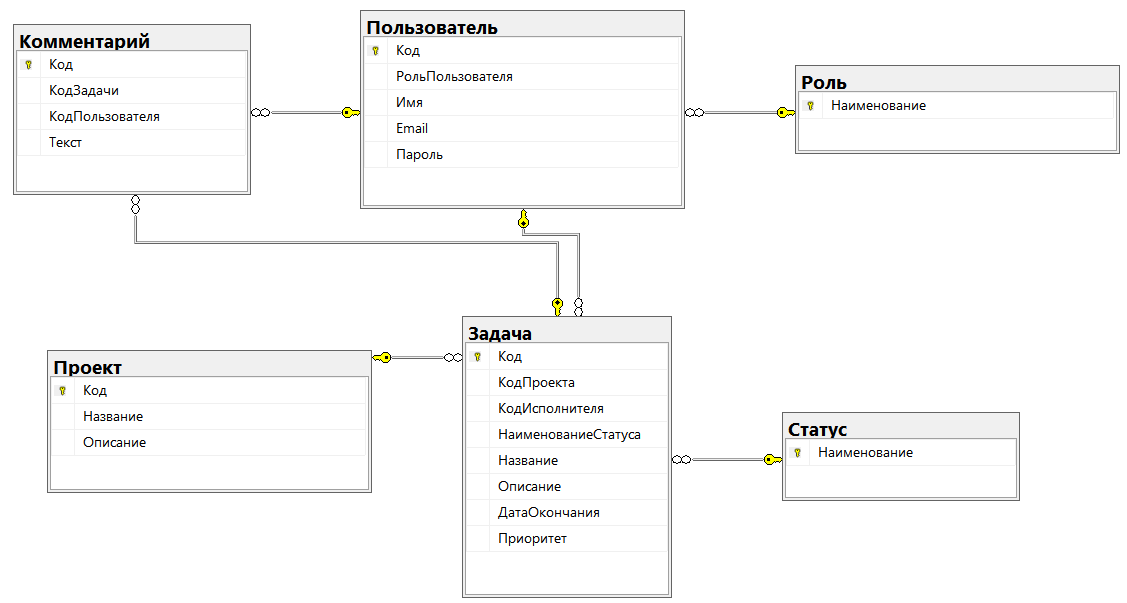 Комментарий
Код
КодЗадачи
КодПользователя
Текст
Пользователь
Код
РольПользователя
Имя
Email
Пароль
Роль
Наименование
Проект
Код
Название
Описание
Задача
Код
КодПроекта
КодИсполнителя
НаименованиеСтатуса
Название
Описание
ДатаОкончания
Приоритет
Статус
Наименование